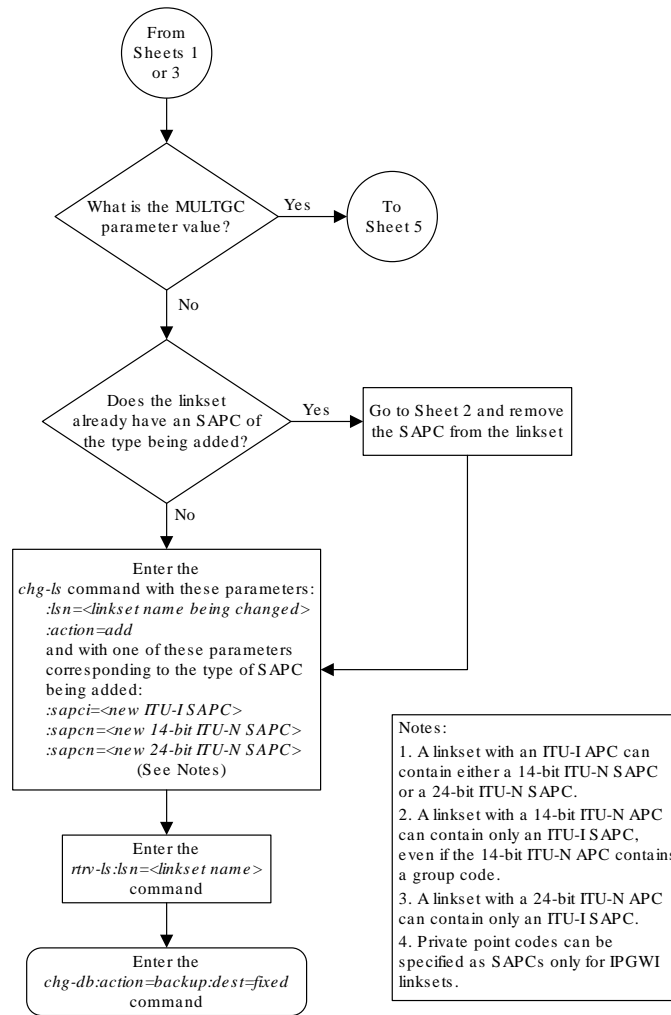 From
Sheets 1
or 3
What is the MULTGC
parameter value?
Yes
To
Sheet 5
No
Does the linkset
already have an SAPC of
the type being added?
Yes
Go to Sheet 2 and remove
the SAPC from the linkset
No
Enter the
chg-ls command with these parameters:
:lsn=<linkset name being changed>
:action=add
and with one of these parameters
corresponding to the type of SAPC
being added:
:sapci=<new ITU-I SAPC>
:sapcn=<new 14-bit ITU-N SAPC>
:sapcn=<new 24-bit ITU-N SAPC>
(See Notes)
Enter the
rtrv-ls:lsn=<linkset name>
command
Enter the
chg-db:action=backup:dest=fixed
command
Notes:
1. A linkset with an ITU-I APC can
contain either a 14-bit ITU-N SAPC
or a 24-bit ITU-N SAPC.
2. A linkset with a 14-bit ITU-N APC
can contain only an ITU-I SAPC,
even if the 14-bit ITU-N APC contains
a group code.
3. A linkset with a 24-bit ITU-N APC
can contain only an ITU-I SAPC.
4. Private point codes can be
specified as SAPCs only for IPGWI
linksets.